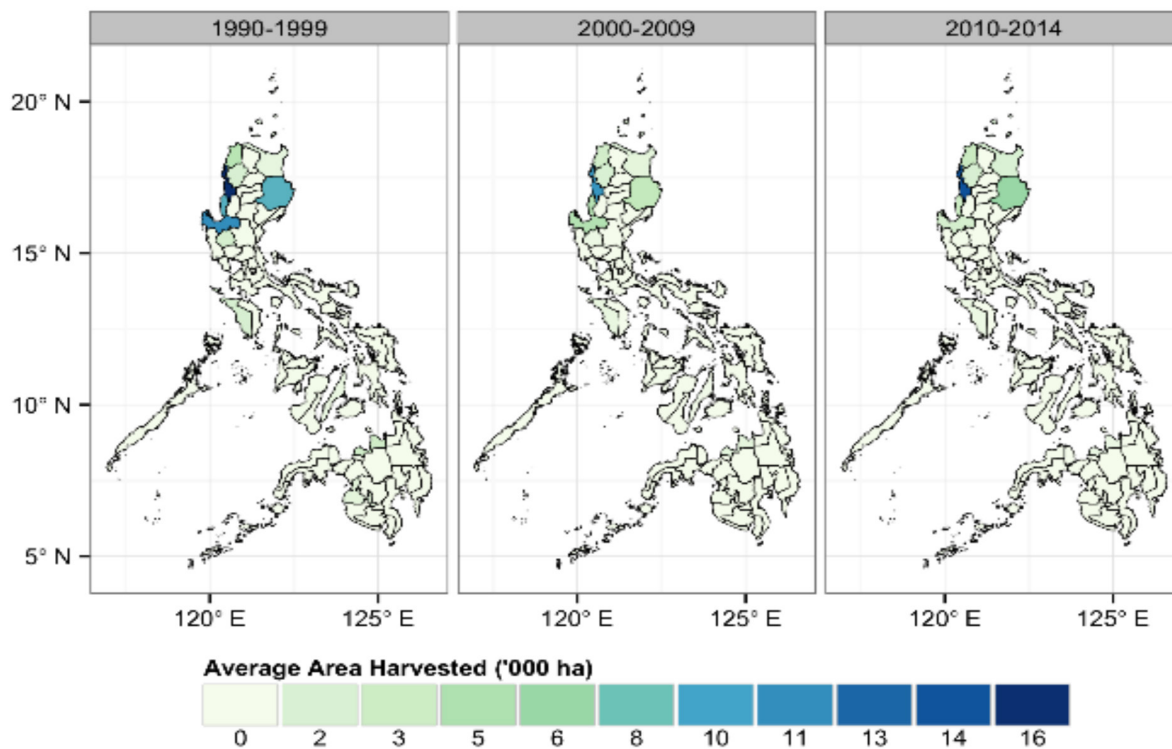 1990-1999 2000-2009 2010-2014
20° N
15° N
10° N
5° N
120° E 125° E 120° E 125° E 120° E 125° E
Average Area Harvested ('000 ha)
0 2 3 5 6 8 10 11 13 14 16